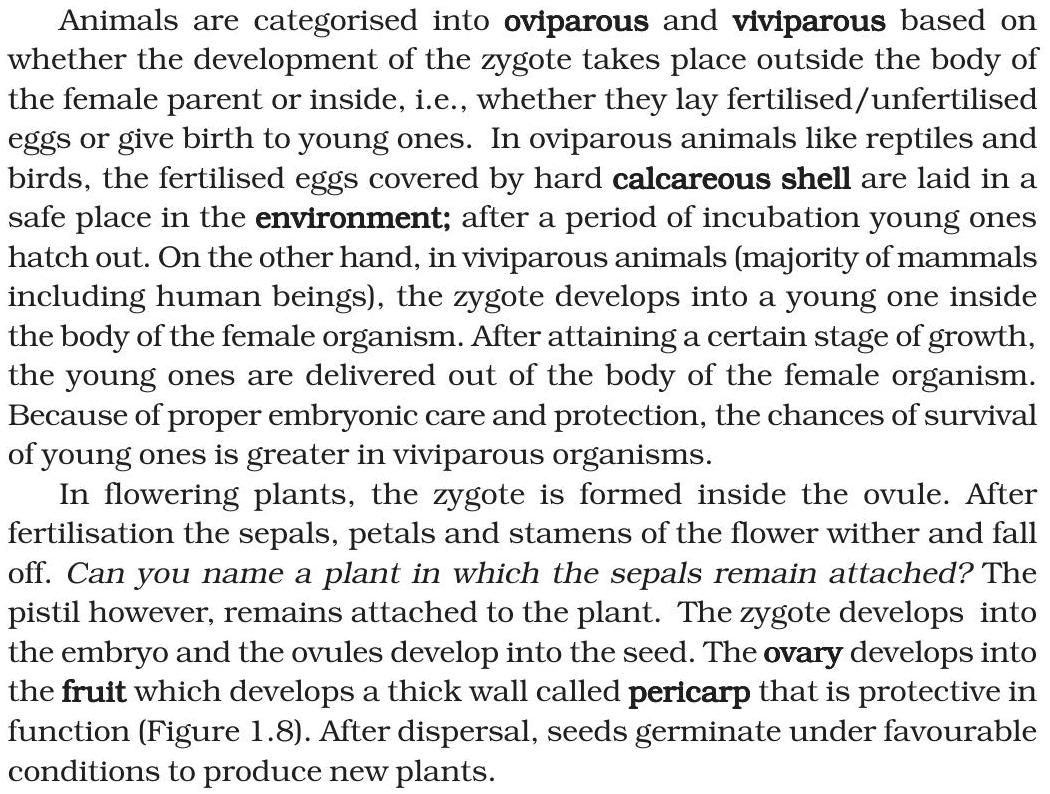 Animals are categorised into oviparous and viviparous based on
whether the development of the zygote takes place outside the body of
the female parent or inside, i.e., whether they lay fertilised/unfertilised
eggs or give birth to young ones. In oviparous animals like reptiles and
birds, the fertilised eggs covered by hard calcareous shell are laid in a
safe place in the environment; after a period of incubation young ones
hatch out. On the other hand, in viviparous animals (majority of mammals
including human beings), the zygote develops into a young one inside
the body of the female organism. After attaining a certain stage of growth,
the young ones are delivered out of the body of the female organism.
Because of proper embryonic care and protection, the chances of survival
of young ones is greater in viviparous organisms.
In flowering plants, the zygote is formed inside the ovule. After
fertilisation the sepals, petals and stamens of the flower wither and fall
off. Can you name a plant in which the sepals remain attached? The
pistil however, remains attached to the plant. The zygote develops into
the embryo and the ovules develop into the seed. The ovary develops into
the fruit which develops a thick wall called pericarp that is protective in
function (Figure 1.8). After dispersal, seeds germinate under favourable
conditions to produce new plants.